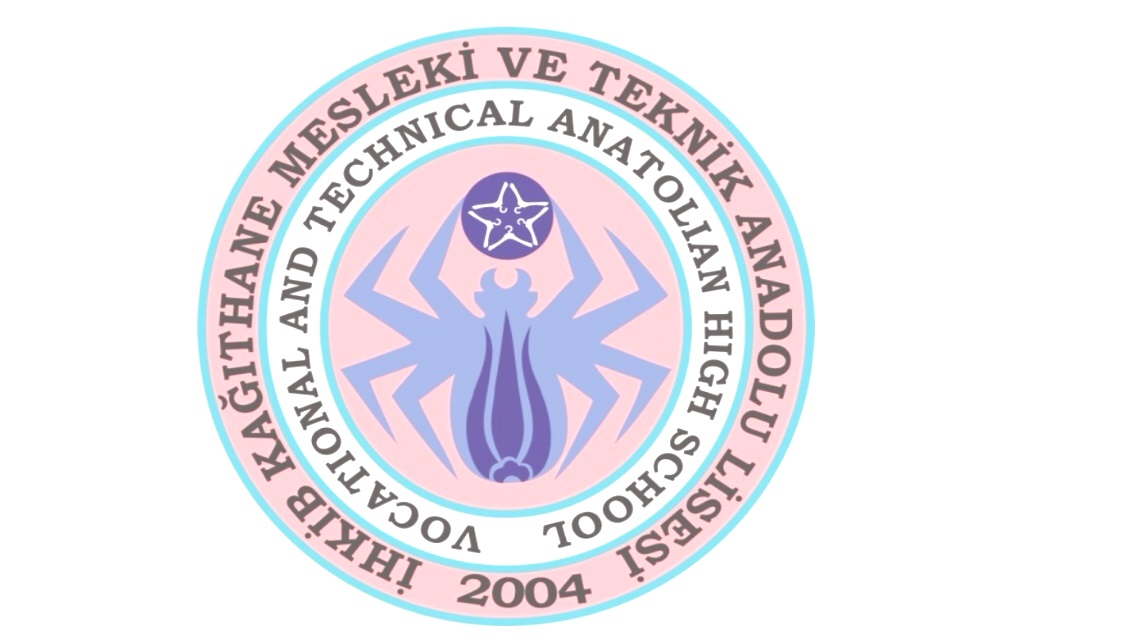 İHKİB KAĞITHANE MESLEKİ VE TEKNİK ANADOLU LİSESİ
VOCATIONAL AND TECHNICAL ANATOLIAN HIGH SCHOOL
2004